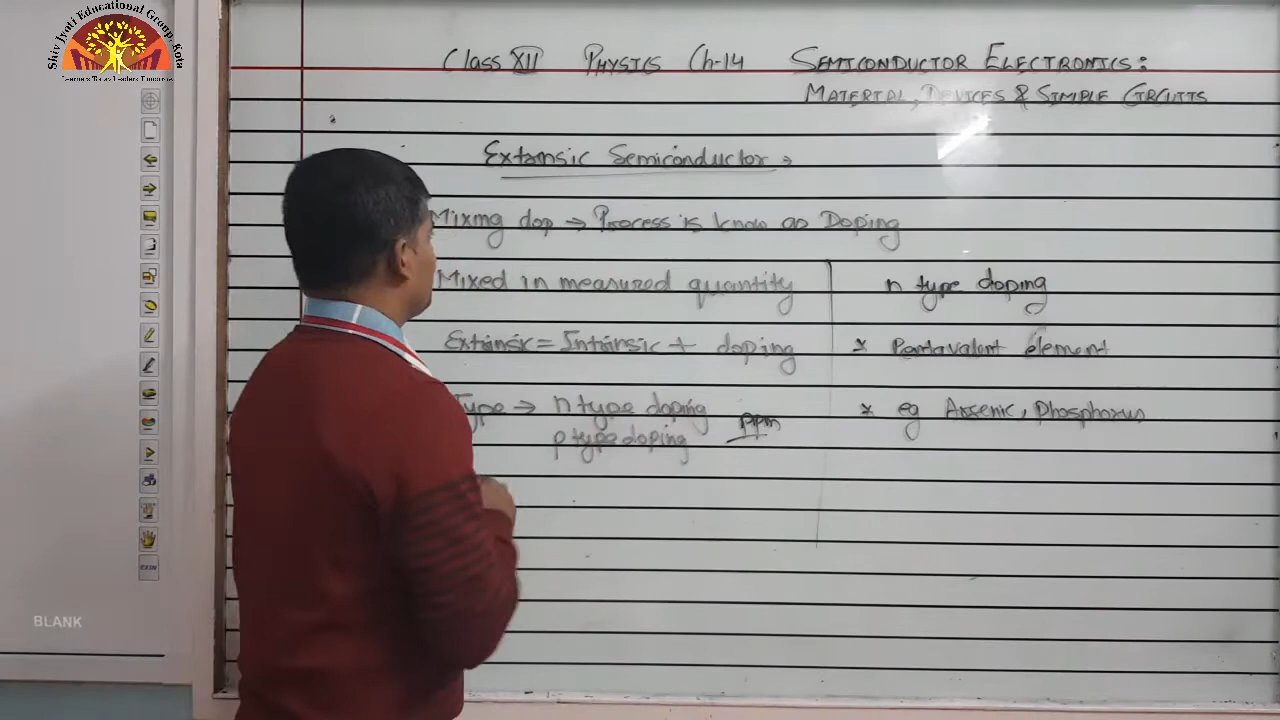 Shiv Jyoti Educational Group, Kota
Class XII Physics Ch-14 Semiconductor Electronics:
Material, Devices & Simple Circuits
Extrinsic Semiconductor
Mixing dop → Process is know as Doping
Mixed in measured quantity
Extrinsic = Intrinsic + doping
Type → n type doping
p type doping ppm
n type doping
* Pentavalent element
* eg Arsenic, Phosphorus
EXIN
BLANK